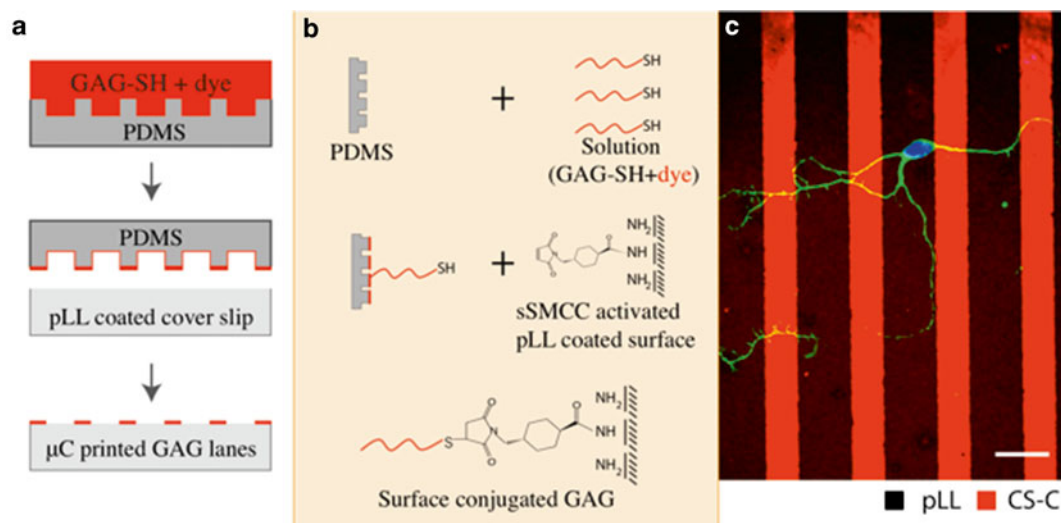 a
GAG-SH + dye
PDMS
PDMS
pLL coated cover slip
µC printed GAG lanes
b
PDMS
+
SH
SH
SH
Solution
(GAG-SH+dye)
SH
+
N
O
O
O
NH2
NH
NH2
sSMCC activated
pLL coated surface
S
O
N
O
O
NH2
NH
NH2
Surface conjugated GAG
c
pLL CS-C